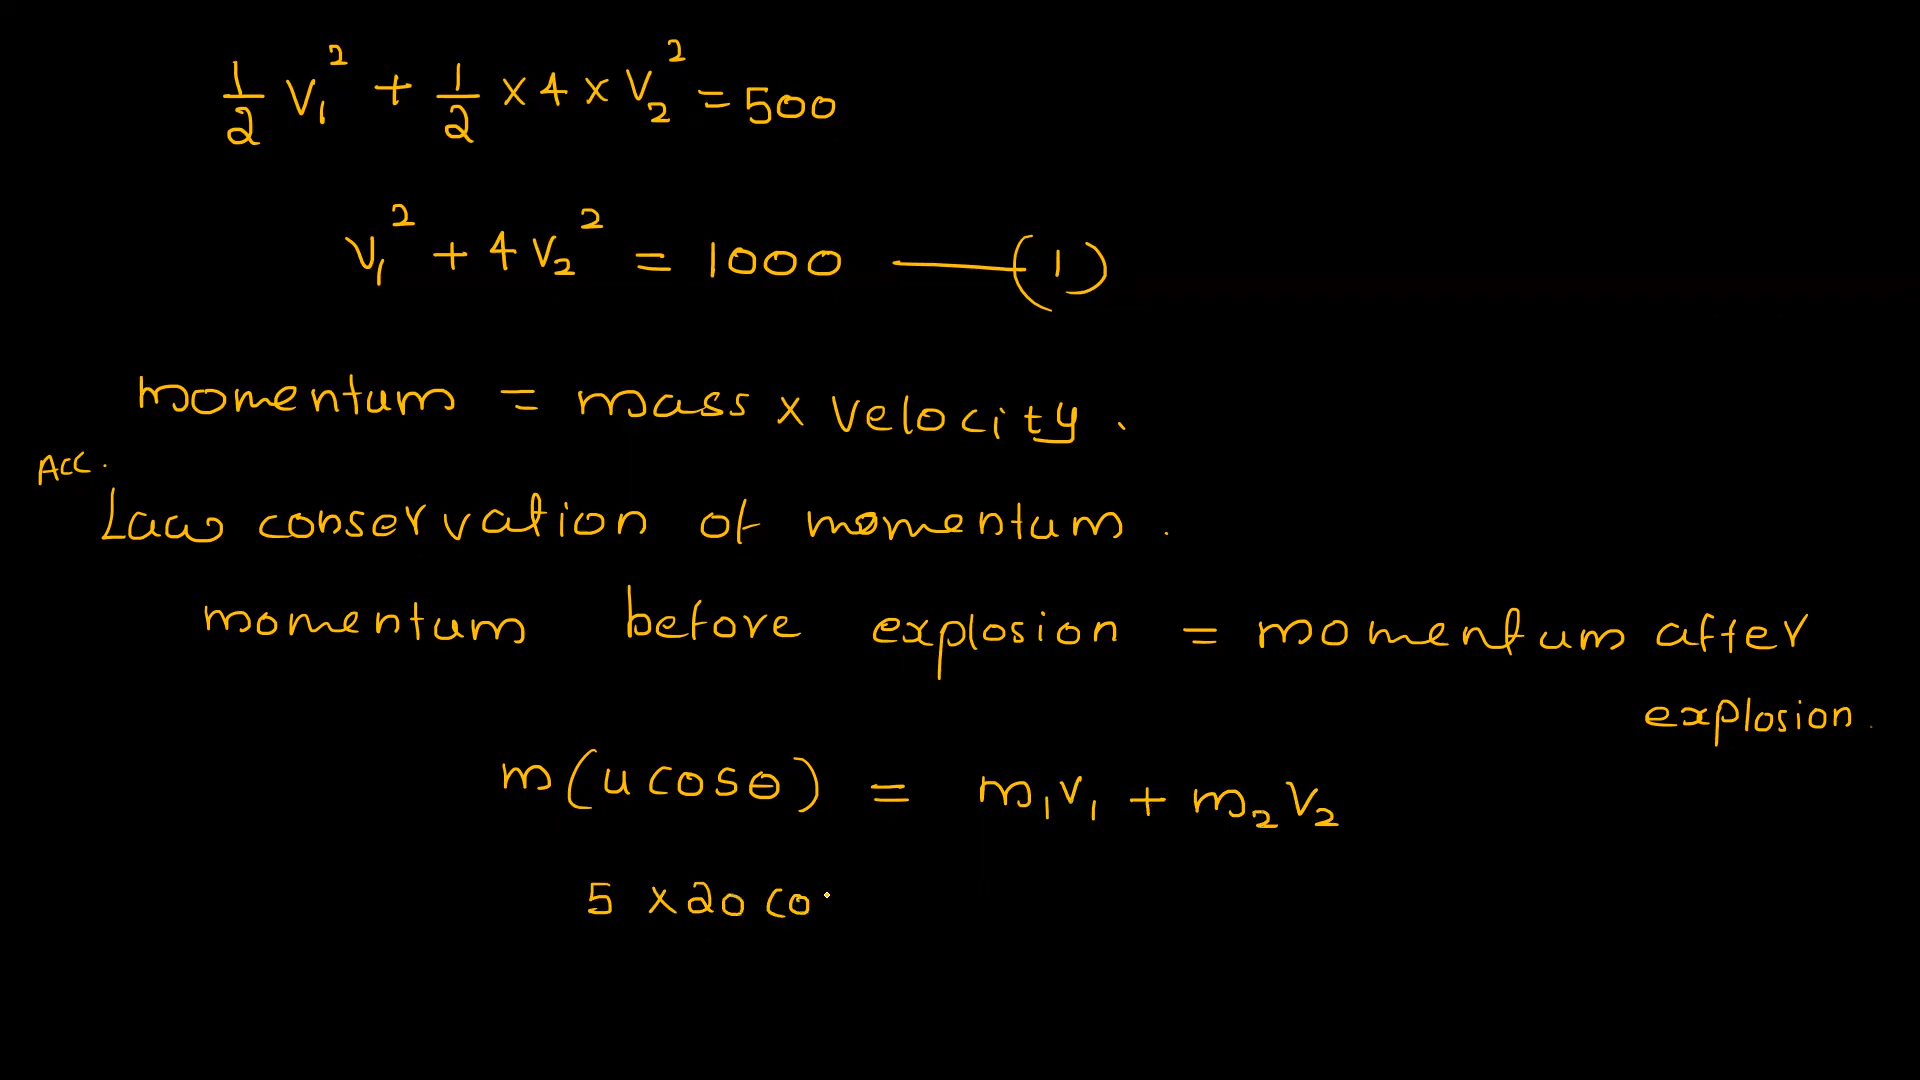 1/2 V₁² + 1/2 × 4 × V₂² = 500
V₁² + 4 V₂² = 1000 —— (1)
momentum = mass × velocity.
Acc.
Law conservation of momentum.
momentum before explosion = momentum after
explosion.
m(u cosθ) = m₁V₁ + m₂V₂
5 × 20 co